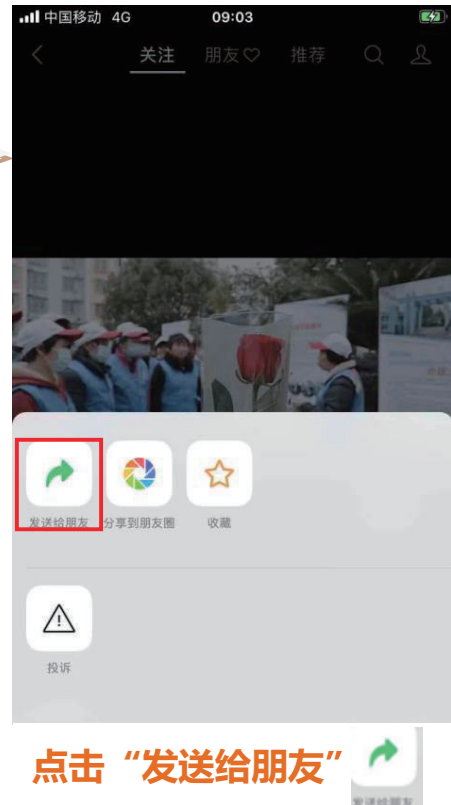 中国移动 4G 09:03
关注 朋友♡ 推荐
发送给朋友 分享到朋友圈 收藏
投诉
点击“发送给朋友”
发送给朋友